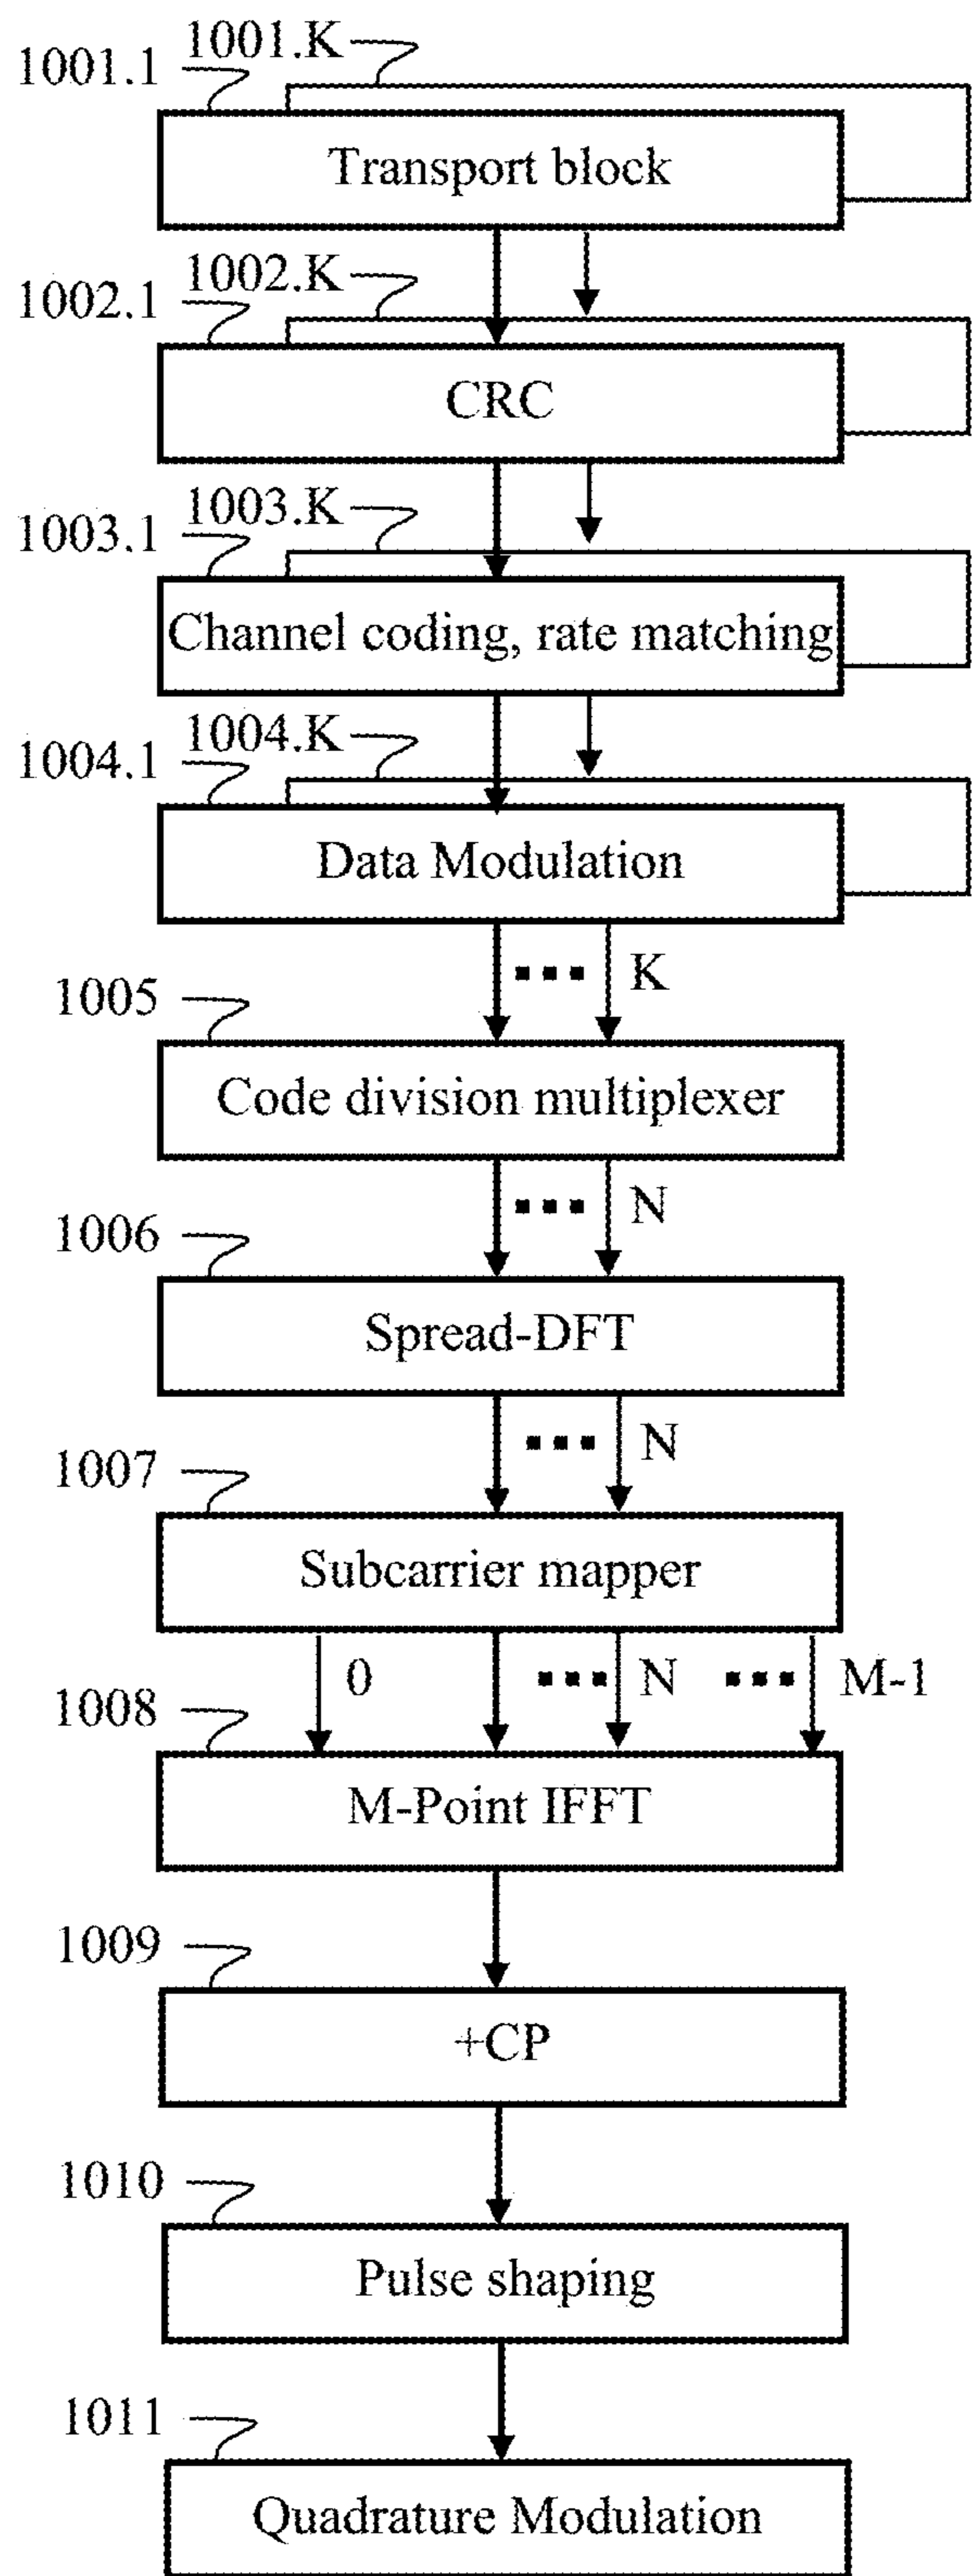 1001.K
1001.1
Transport block
1002.K
1002.1
CRC
1003.K
1003.1
Channel coding, rate matching
1004.K
1004.1
Data Modulation
K
1005
Code division multiplexer
N
1006
Spread-DFT
N
1007
Subcarrier mapper
0 N M-1
1008
M-Point IFFT
1009
+CP
1010
Pulse shaping
1011
Quadrature Modulation